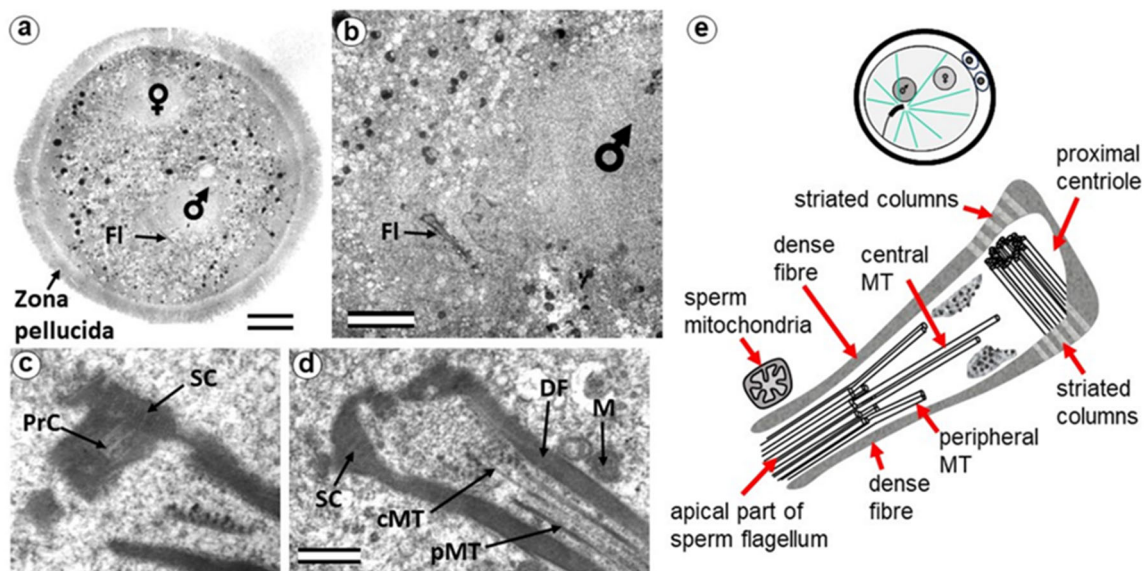 a
♀
♂
Fl
Zona
pellucida
b
♂
Fl
c
SC
PrC
d
DF
M
SC
cMT
pMT
e
♂
♀
proximal
centriole
striated columns
dense
fibre
central
MT
sperm
mitochondria
striated
columns
peripheral
MT
dense
fibre
apical part of
sperm flagellum